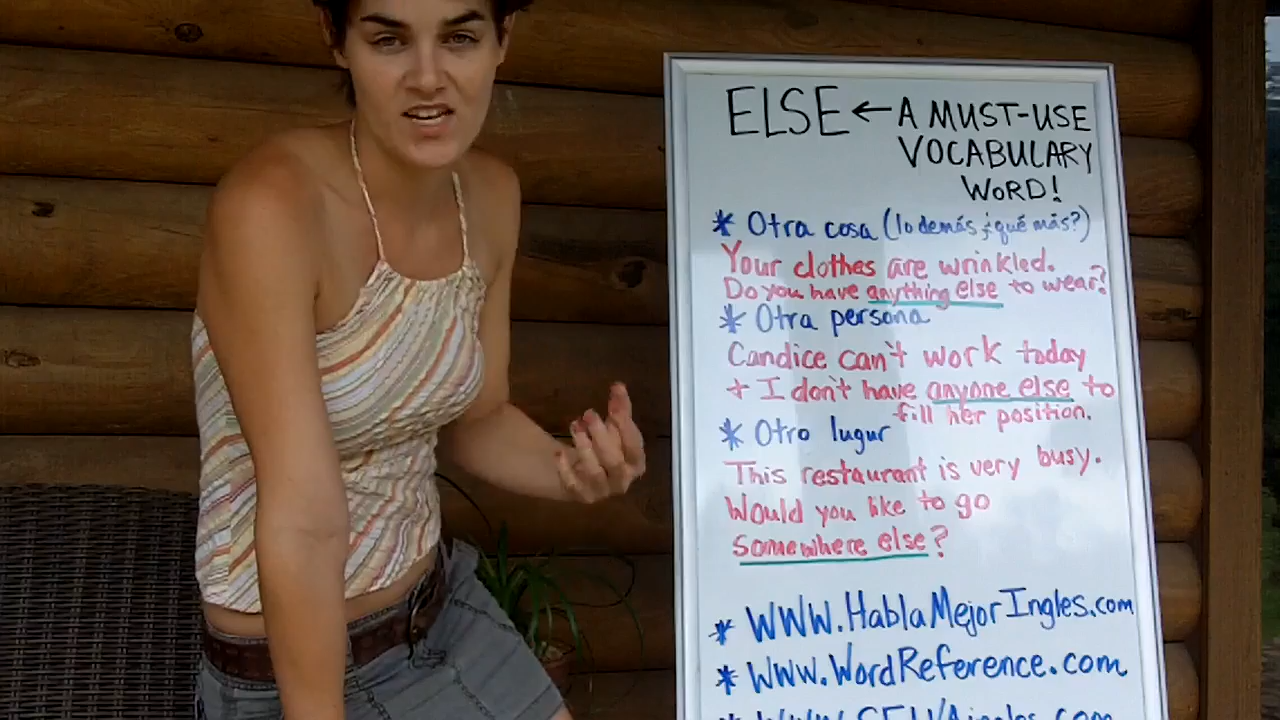 ELSE ← A MUST-USE
VOCABULARY
WORD!
* Otra cosa (lo demás ¿qué más?)
Your clothes are wrinkled.
Do you have anything else to wear?
* Otra persona
Candice can't work today
+ I don't have anyone else to
fill her position.
* Otro lugur
This restaurant is very busy.
Would you like to go
somewhere else?
* WWW.HablaMejorIngles.com
* WWW.WordReference.com